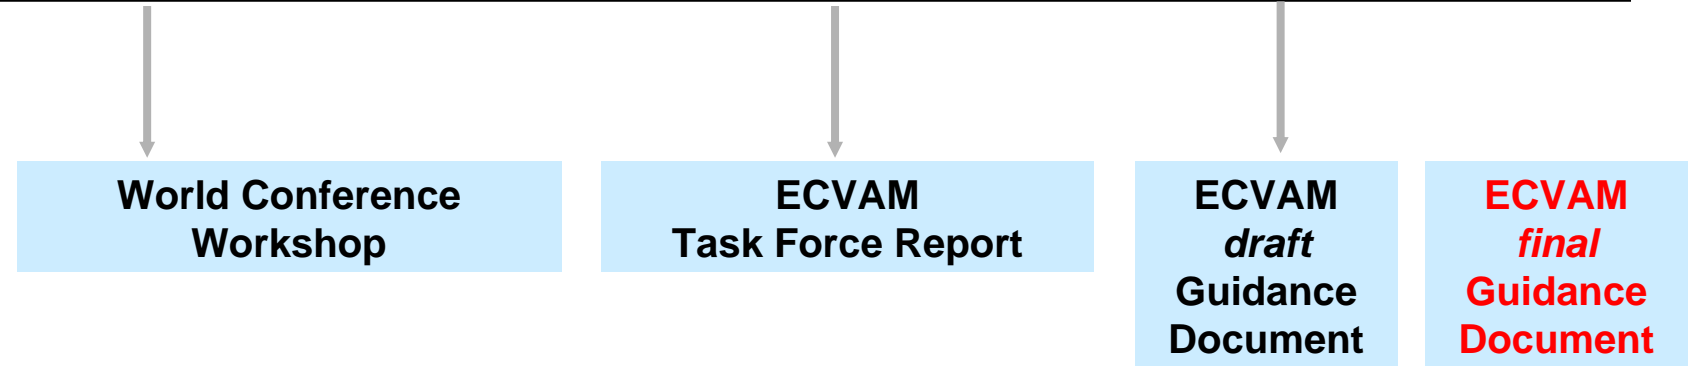 World Conference
Workshop
ECVAM
Task Force Report
ECVAM
draft
Guidance
Document
ECVAM
final
Guidance
Document